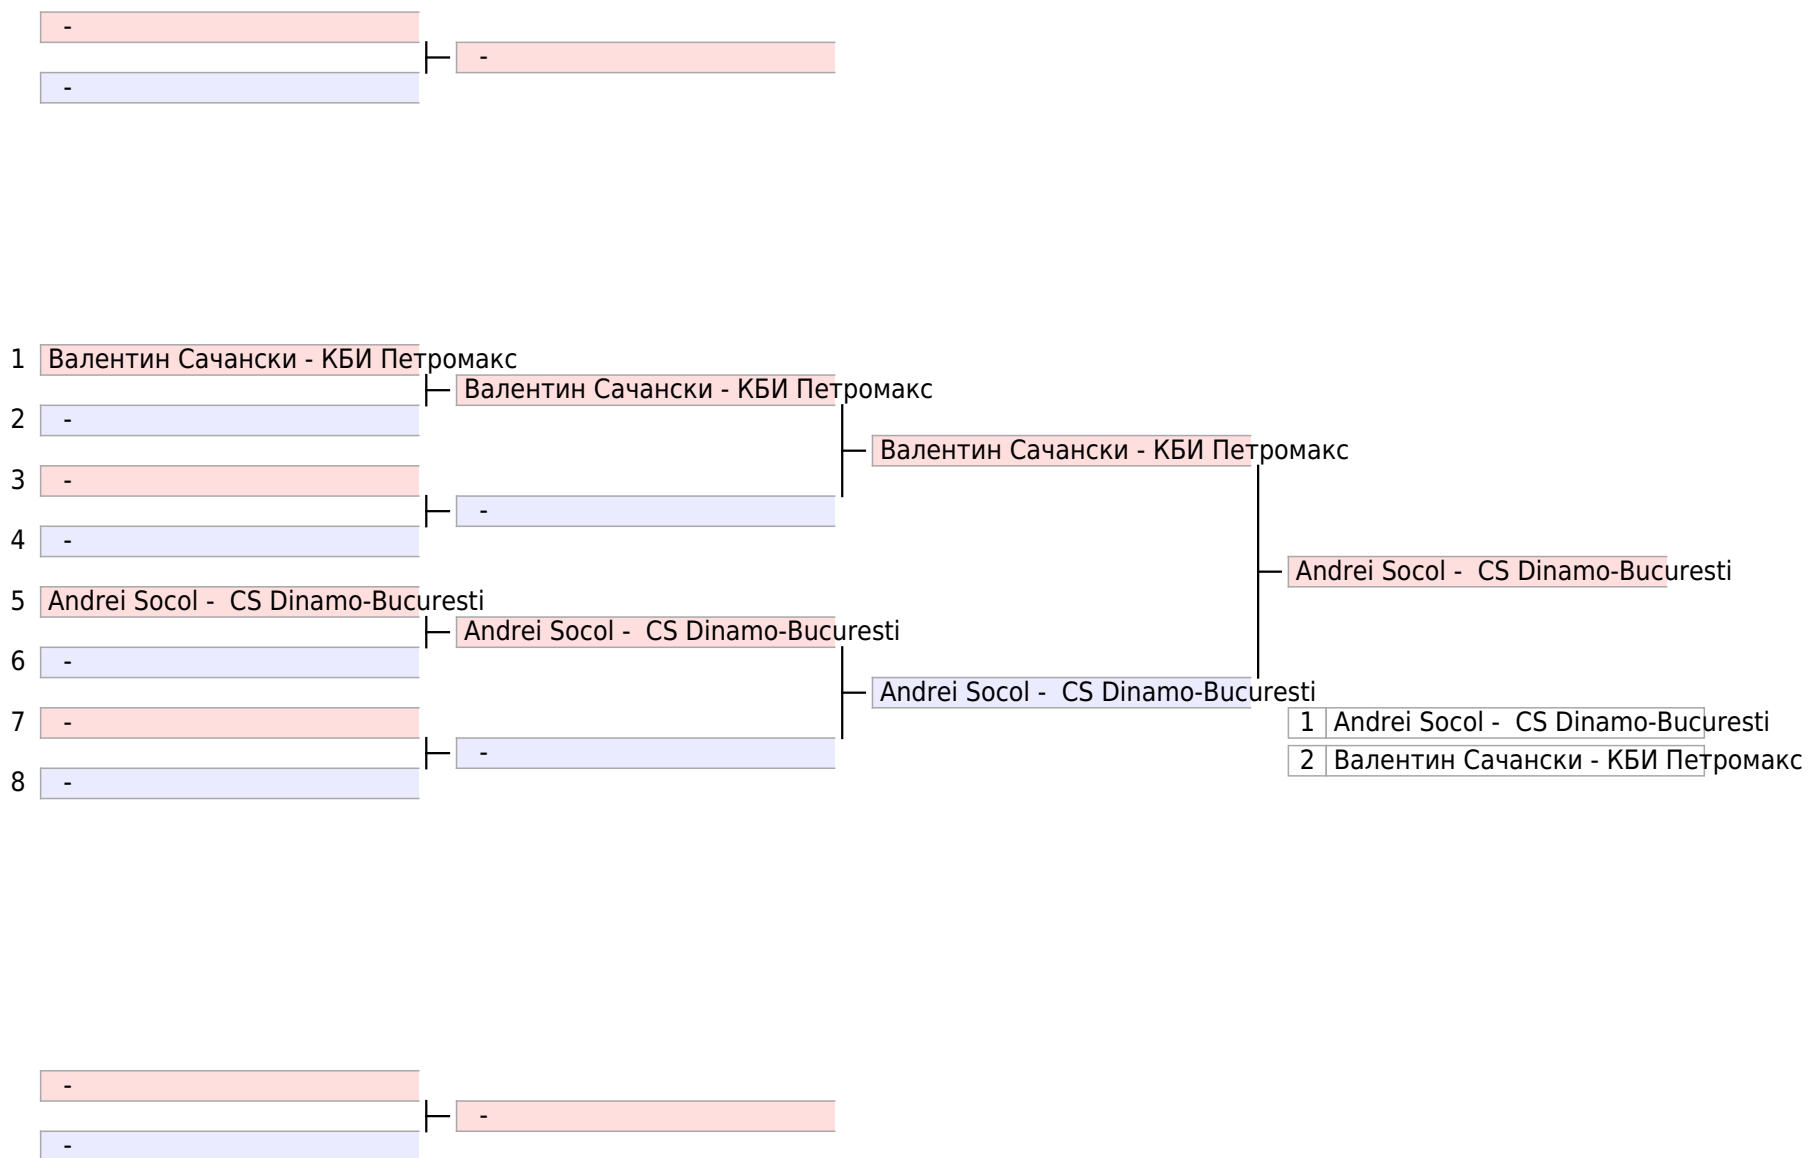 -
-
-
1 Валентин Сачански - КБИ Петромакс
Валентин Сачански - КБИ Петромакс
2 -
Валентин Сачански - КБИ Петромакс
3 -
-
4 -
Andrei Socol -  CS Dinamo-Bucuresti
5 Andrei Socol -  CS Dinamo-Bucuresti
Andrei Socol -  CS Dinamo-Bucuresti
6 -
Andrei Socol -  CS Dinamo-Bucuresti
7 -
1 Andrei Socol -  CS Dinamo-Bucuresti
-
2 Валентин Сачански - КБИ Петромакс
8 -
-
-
-